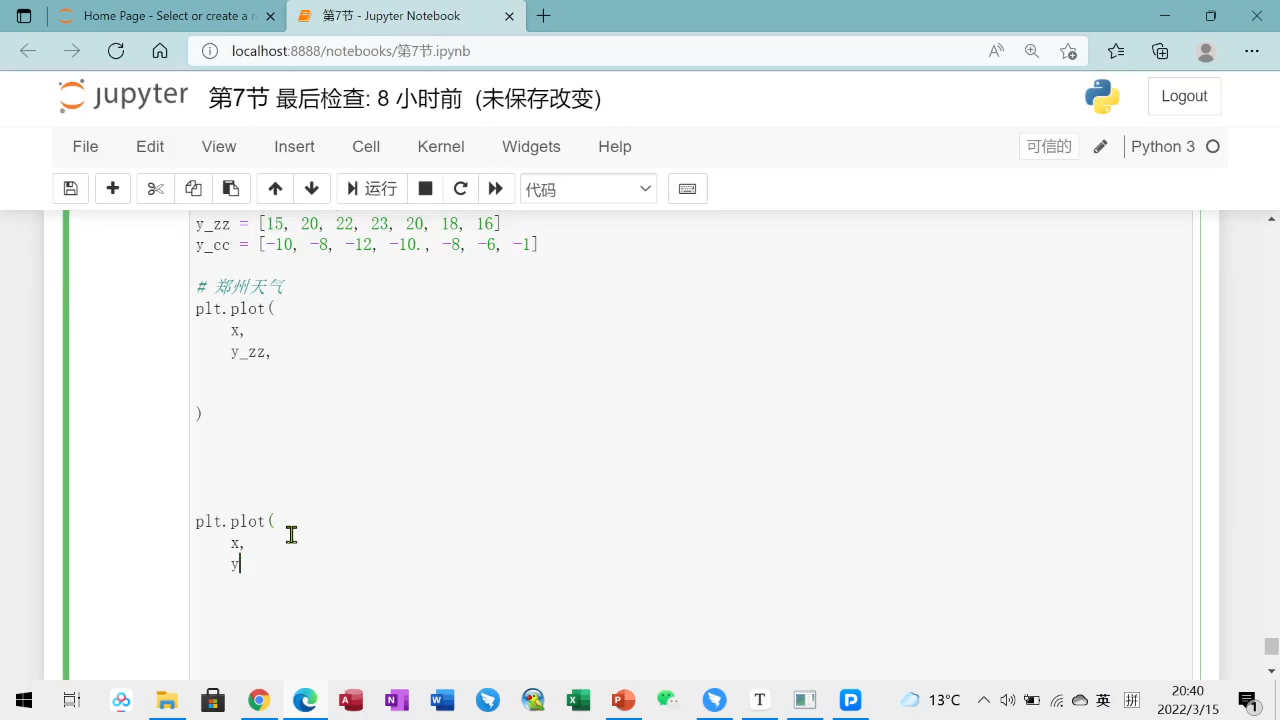 Home Page - Select or create a n
第7节 - Jupyter Notebook
localhost:8888/notebooks/第7节.ipynb
jupyter 第7节 最后检查: 8 小时前 (未保存改变)
Logout
File Edit View Insert Cell Kernel Widgets Help
可信的
Python 3
运行
代码
y_zz = [15, 20, 22, 23, 20, 18, 16]
y_cc = [-10, -8, -12, -10., -8, -6, -1]
# 郑州天气
plt.plot(
x,
y_zz,
)
plt.plot(
x,
y
13°C
英
拼
20:40
2022/3/15
1